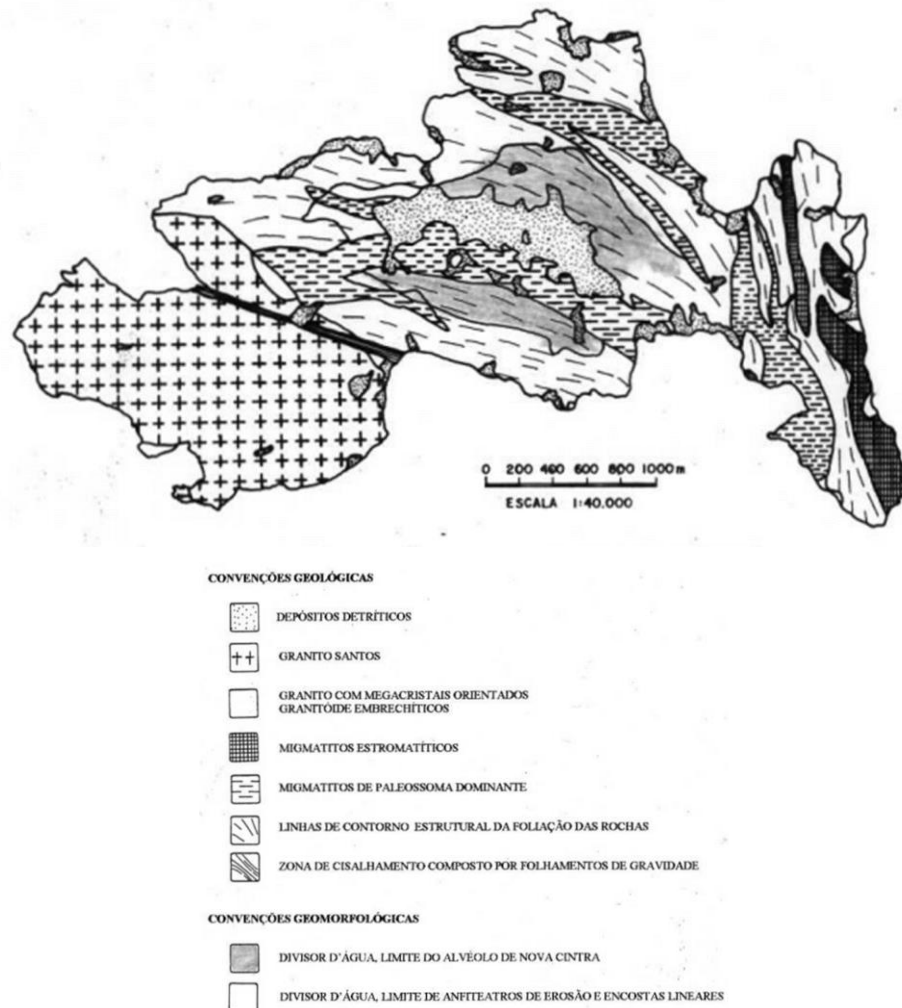 0 200 400 600 800 1000 m
ESCALA 1:40.000
CONVENÇÕES GEOLÓGICAS
DEPÓSITOS DETRÍTICOS
GRANITO SANTOS
GRANITO COM MEGACRISTAIS ORIENTADOS
GRANITÓIDE EMBRECHÍTICOS
MIGMATITOS ESTROMATÍTICOS
MIGMATITOS DE PALEOSSOMA DOMINANTE
LINHAS DE CONTORNO ESTRUTURAL DA FOLIAÇÃO DAS ROCHAS
ZONA DE CISALHAMENTO COMPOSTO POR FOLHAMENTOS DE GRAVIDADE
CONVENÇÕES GEOMORFOLÓGICAS
DIVISOR D'ÁGUA, LIMITE DO ALVÉOLO DE NOVA CINTRA
DIVISOR D'ÁGUA, LIMITE DE ANFITEATROS DE EROSÃO E ENCOSTAS LINEARES